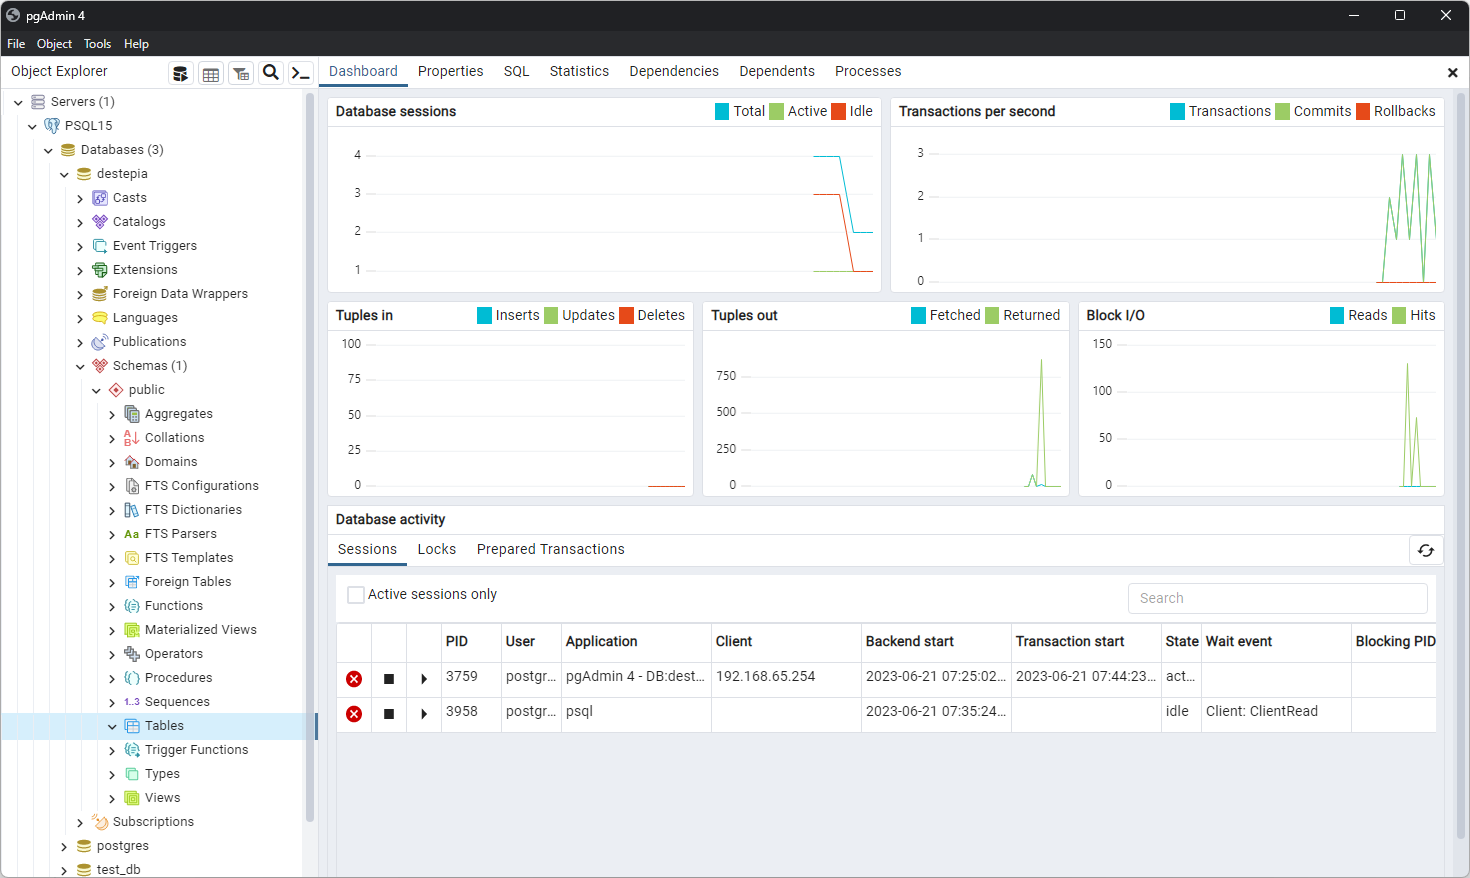 pgAdmin 4
File Object Tools Help
Object Explorer
Dashboard Properties SQL Statistics Dependencies Dependents Processes
Servers (1)
PSQL15
Databases (3)
destepia
Casts
Catalogs
Event Triggers
Extensions
Foreign Data Wrappers
Languages
Publications
Schemas (1)
public
Aggregates
Collations
Domains
FTS Configurations
FTS Dictionaries
Aa FTS Parsers
FTS Templates
Foreign Tables
Functions
Materialized Views
Operators
Procedures
1..3 Sequences
Tables
Trigger Functions
Types
Views
Subscriptions
postgres
test_db
Database sessions Total Active Idle
4
3
2
1
Transactions per second Transactions Commits Rollbacks
3
2
1
0
Tuples in Inserts Updates Deletes
100
75
50
25
0
Tuples out Fetched Returned
750
500
250
0
Block I/O Reads Hits
150
100
50
0
Database activity
Sessions Locks Prepared Transactions
Active sessions only Search
PID User Application Client Backend start Transaction start State Wait event Blocking PID
3759 postgr... pgAdmin 4 - DB:dest... 192.168.65.254 2023-06-21 07:25:02... 2023-06-21 07:44:23... act...
3958 postgr... psql 2023-06-21 07:35:24... idle Client: ClientRead